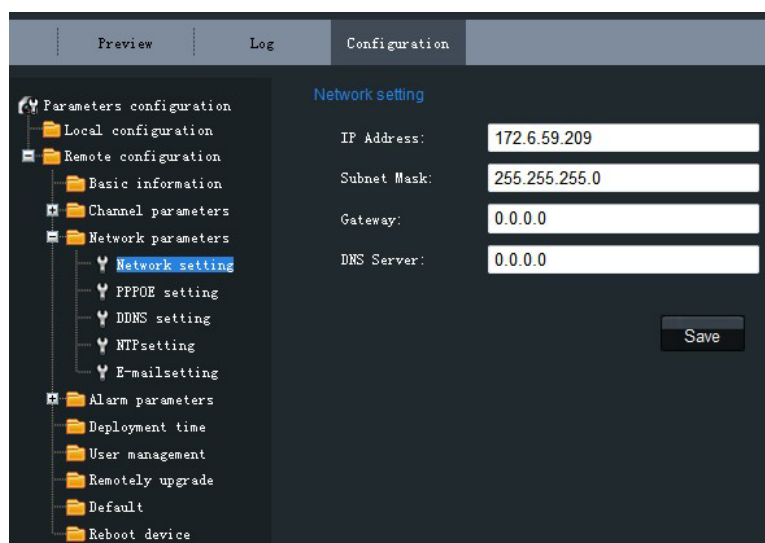 Preview Log Configuration
Parameters configuration
Local configuration
Remote configuration
Basic information
Channel parameters
Network parameters
Network setting
PPPOE setting
DDNS setting
NTPsetting
E-mailsetting
Alarm parameters
Deployment time
User management
Remotely upgrade
Default
Reboot device
Network setting
IP Address: 172.6.59.209
Subnet Mask: 255.255.255.0
Gateway: 0.0.0.0
DNS Server: 0.0.0.0
Save